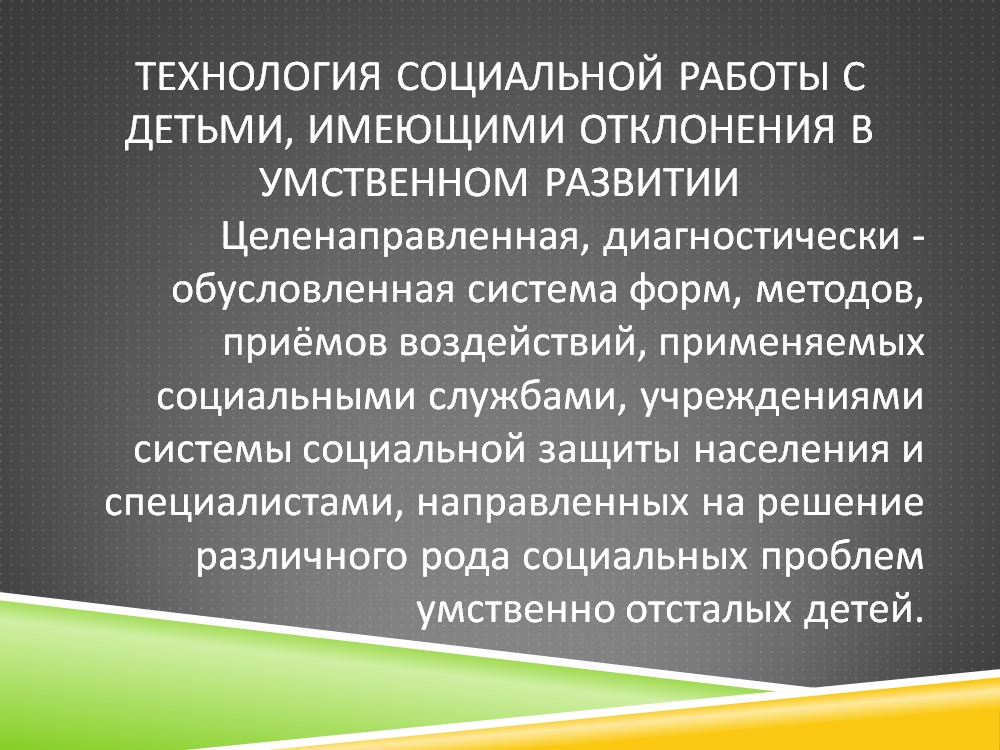 ТЕХНОЛОГИЯ СОЦИАЛЬНОЙ РАБОТЫ С
ДЕТЬМИ, ИМЕЮЩИМИ ОТКЛОНЕНИЯ В
УМСТВЕННОМ РАЗВИТИИ
Целенаправленная, диагностически -
обусловленная система форм, методов,
приёмов воздействий, применяемых
социальными службами, учреждениями
системы социальной защиты населения и
специалистами, направленных на решение
различного рода социальных проблем
умственно отсталых детей.